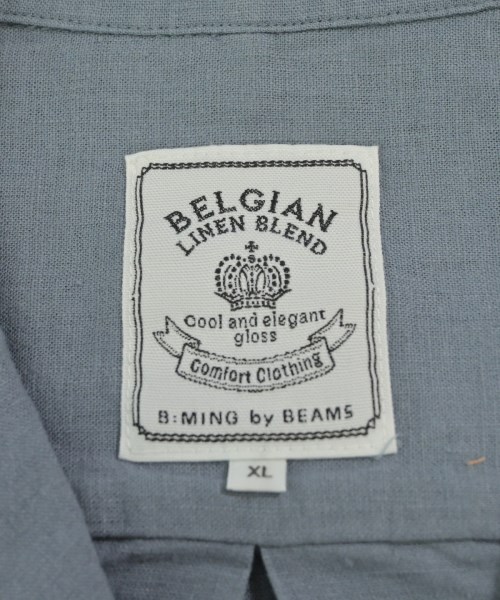 BELGIAN
LINEN BLEND
Cool and elegant
gloss
Comfort Clothing
B:MING by BEAMS
XL